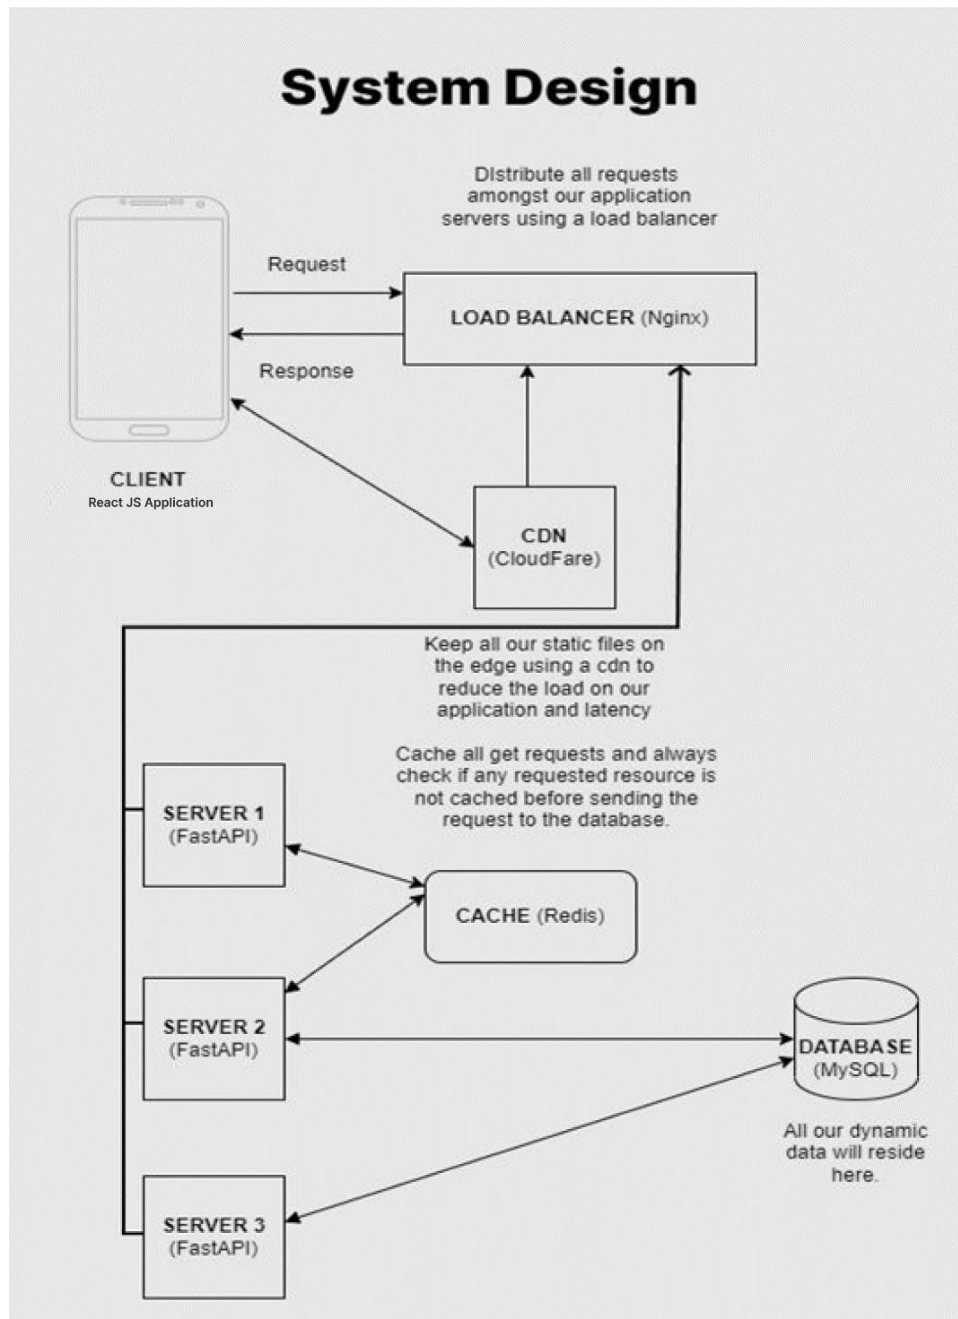 System Design
DIstribute all requests
amongst our application
servers using a load balancer
Request
LOAD BALANCER (Nginx)
Response
CLIENT
React JS Application
CDN
(CloudFare)
Keep all our static files on
the edge using a cdn to
reduce the load on our
application and latency
Cache all get requests and always
check if any requested resource is
not cached before sending the
request to the database.
SERVER 1
(FastAPI)
CACHE (Redis)
SERVER 2
(FastAPI)
DATABASE
(MySQL)
All our dynamic
data will reside
here.
SERVER 3
(FastAPI)